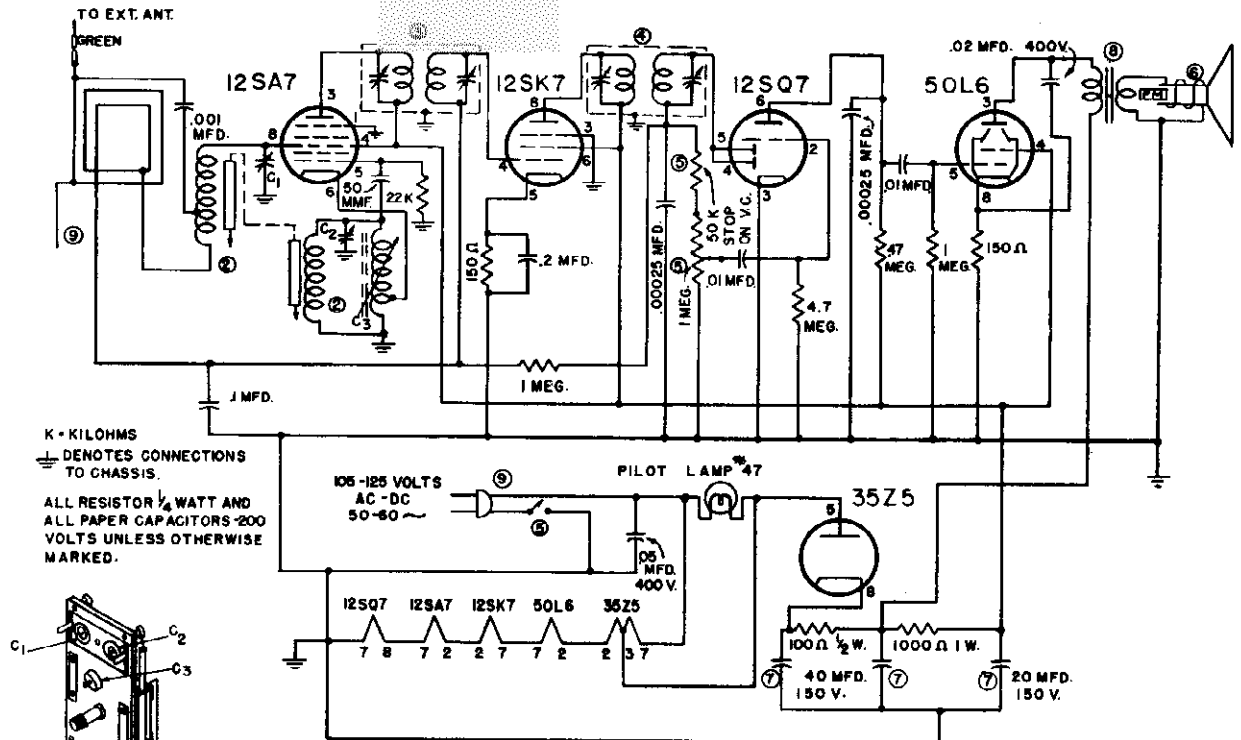 TO EXT. ANT.
GREEN
12SA7
③
④
12SK7
12SQ7
50L6
.02 MFD. 400V.
⑧
⑥
PM
.001
MFD.
8
3
4
5
6
C1
50
MMF.
22K
C2
②
②
C3
⑨
8
3
6
4
5
150Ω
.2 MFD.
.00025 MFD.
⑤
50 K
STOP
ON V.C.
⑤
1 MEG.
.01 MFD.
6
5
4
2
3
4.7
MEG.
.00025 MFD.
.01 MFD
.47
MEG.
1
MEG.
3
4
5
8
150Ω
1 MEG.
.1 MFD.
K = KILOHMS
DENOTES CONNECTIONS
TO CHASSIS.
ALL RESISTOR 1/4 WATT AND
ALL PAPER CAPACITORS-200
VOLTS UNLESS OTHERWISE
MARKED.
105-125 VOLTS
AC-DC
50-60 ~
⑨
⑤
PILOT LAMP #47
.05
MFD.
400 V.
35Z5
5
8
12SQ7 12SA7 12SK7 50L6 35Z5
7 8 7 2 2 7 7 2 2 3 7
100Ω 1/2 W.
1000Ω 1 W.
⑦
40 MFD.
150 V.
⑦
⑦
20 MFD.
150 V.
C1
C2
C3